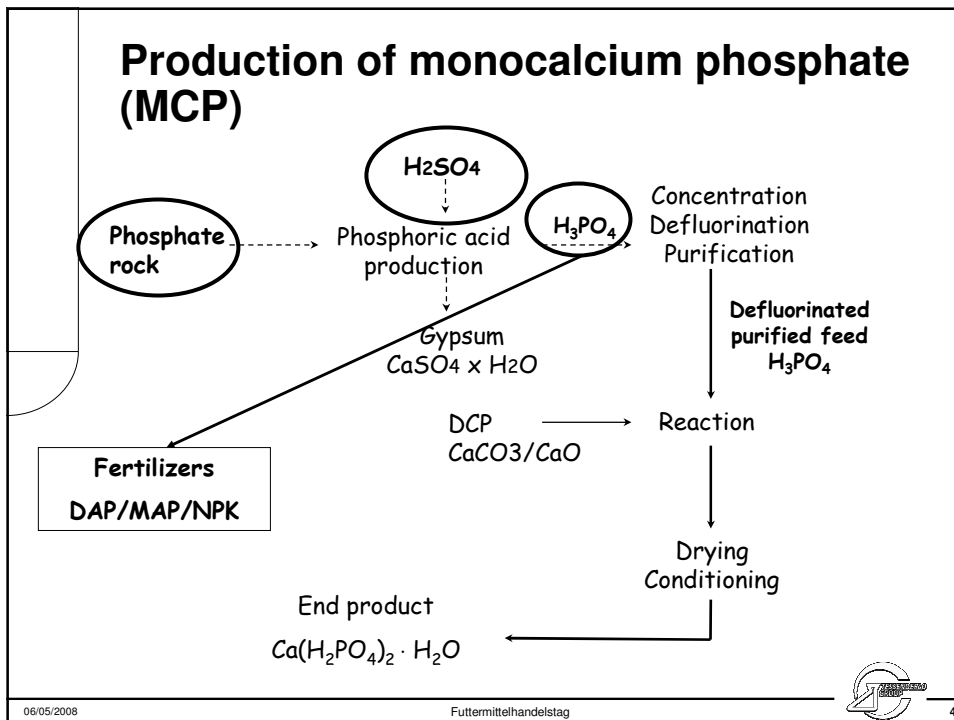 Production of monocalcium phosphate
(MCP)
H2SO4
Phosphate
rock
Phosphoric acid
production
H₃PO₄
Concentration
Defluorination
Purification
Gypsum
CaSO4 x H2O
Defluorinated
purified feed
H₃PO₄
DCP
CaCO3/CaO
Reaction
Fertilizers
DAP/MAP/NPK
Drying
Conditioning
End product
Ca(H₂PO₄)₂ · H₂O
06/05/2008
Futtermittelhandelstag
GROUP
4